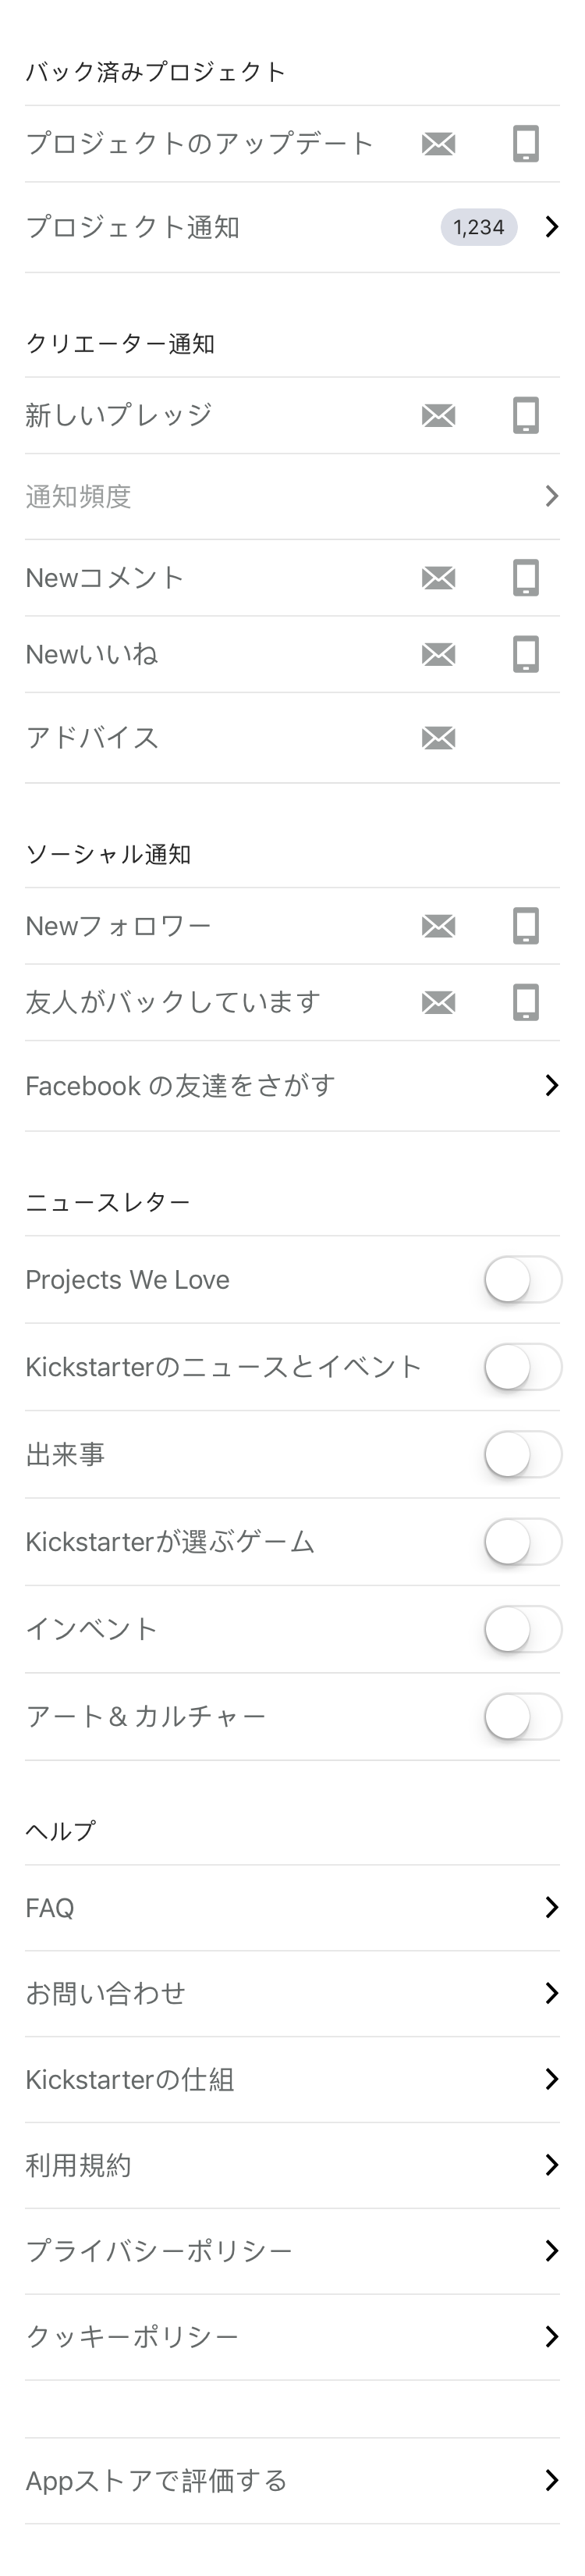 バック済みプロジェクト
プロジェクトのアップデート
プロジェクト通知 1,234
クリエーター通知
新しいプレッジ
通知頻度
Newコメント
Newいいね
アドバイス
ソーシャル通知
Newフォロワー
友人がバックしています
Facebook の友達をさがす
ニュースレター
Projects We Love
Kickstarterのニュースとイベント
出来事
Kickstarterが選ぶゲーム
インベント
アート＆カルチャー
ヘルプ
FAQ
お問い合わせ
Kickstarterの仕組
利用規約
プライバシーポリシー
クッキーポリシー
Appストアで評価する